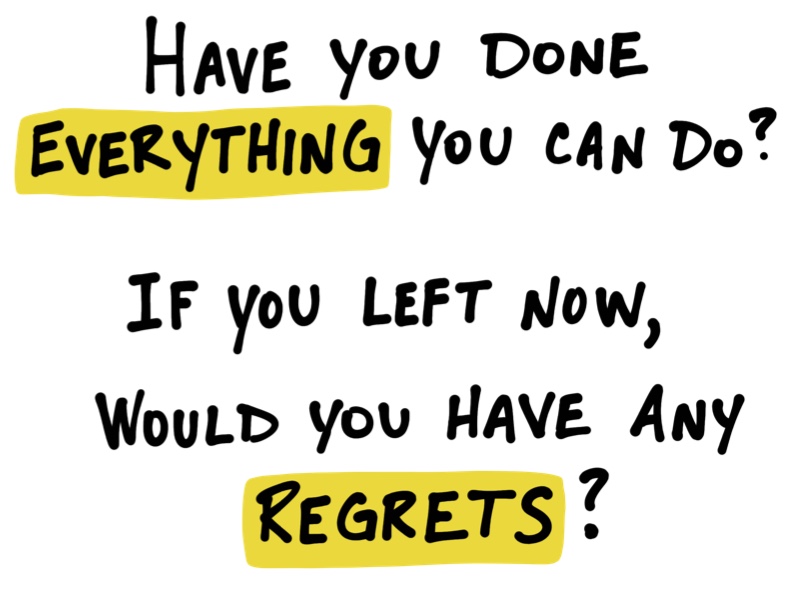 HAVE YOU DONE
EVERYTHING YOU CAN DO?
IF YOU LEFT NOW,
WOULD YOU HAVE ANY
REGRETS?